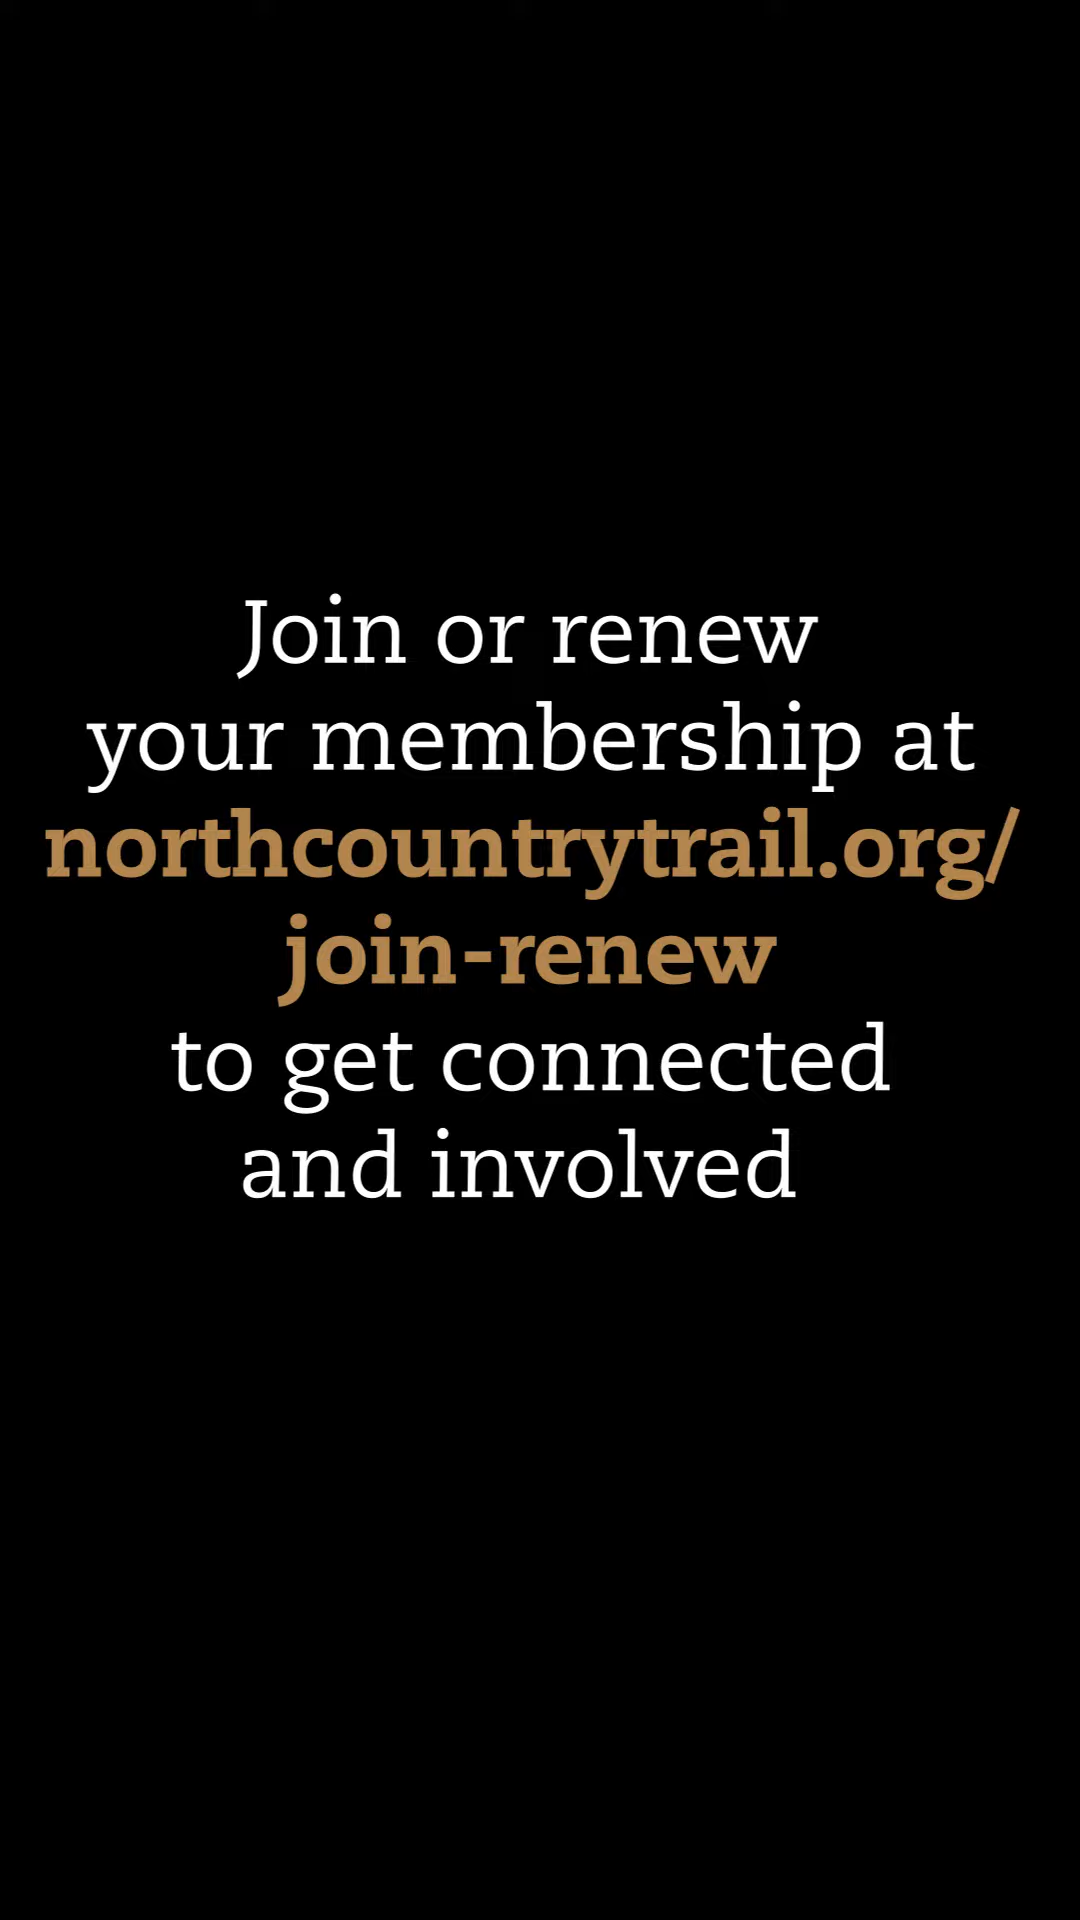 Join or renew
your membership at
northcountrytrail.org/
join-renew
to get connected
and involved